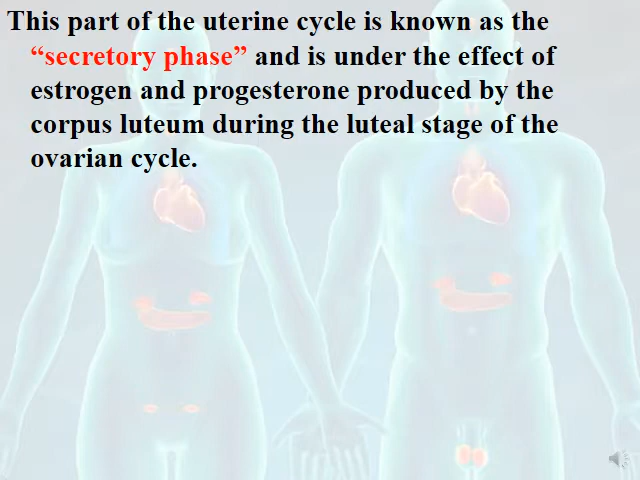 This part of the uterine cycle is known as the
“secretory phase” and is under the effect of
estrogen and progesterone produced by the
corpus luteum during the luteal stage of the
ovarian cycle.